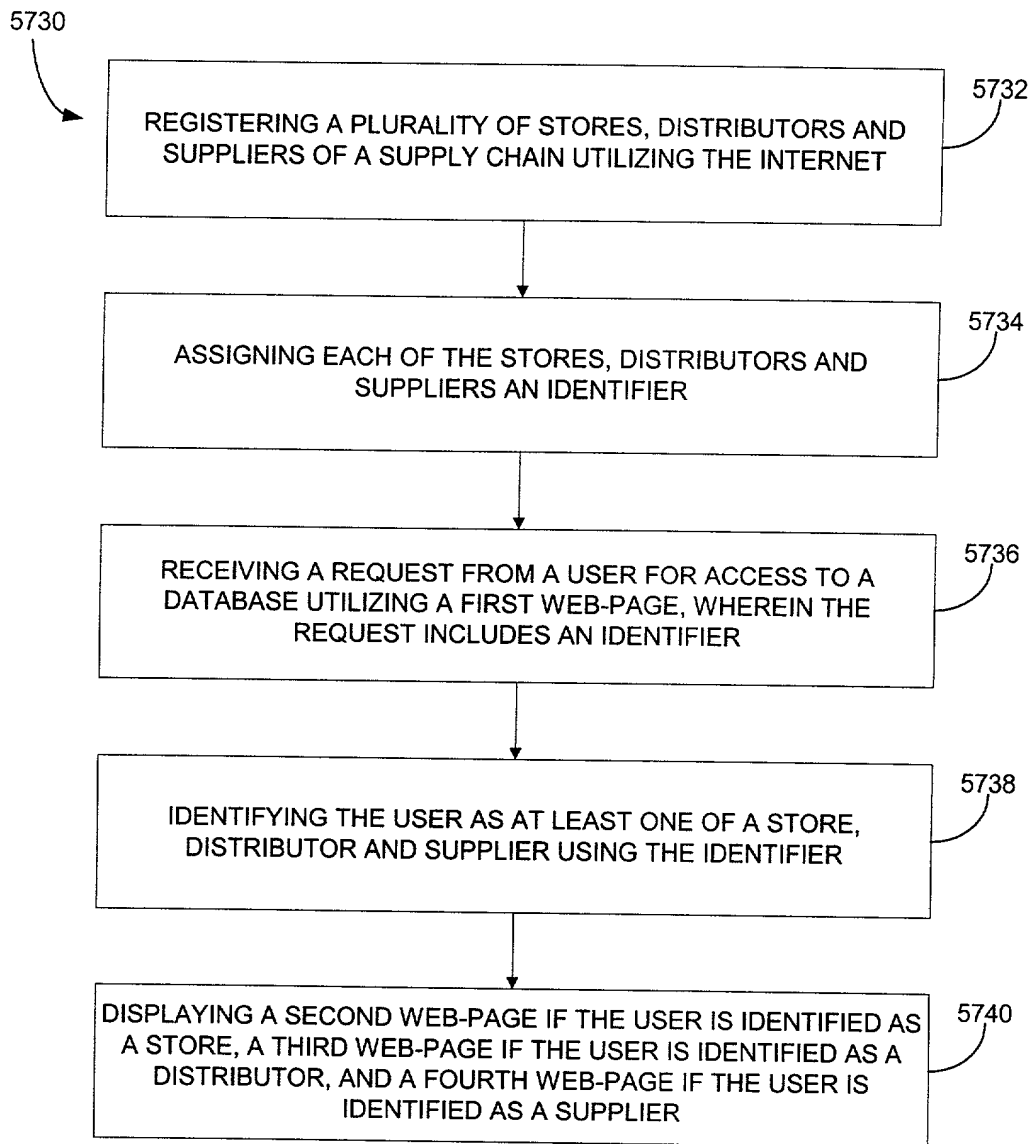 5730
5732
REGISTERING A PLURALITY OF STORES, DISTRIBUTORS AND
SUPPLIERS OF A SUPPLY CHAIN UTILIZING THE INTERNET
5734
ASSIGNING EACH OF THE STORES, DISTRIBUTORS AND
SUPPLIERS AN IDENTIFIER
5736
RECEIVING A REQUEST FROM A USER FOR ACCESS TO A
DATABASE UTILIZING A FIRST WEB-PAGE, WHEREIN THE
REQUEST INCLUDES AN IDENTIFIER
5738
IDENTIFYING THE USER AS AT LEAST ONE OF A STORE,
DISTRIBUTOR AND SUPPLIER USING THE IDENTIFIER
5740
DISPLAYING A SECOND WEB-PAGE IF THE USER IS IDENTIFIED AS
A STORE, A THIRD WEB-PAGE IF THE USER IS IDENTIFIED AS A
DISTRIBUTOR, AND A FOURTH WEB-PAGE IF THE USER IS
IDENTIFIED AS A SUPPLIER